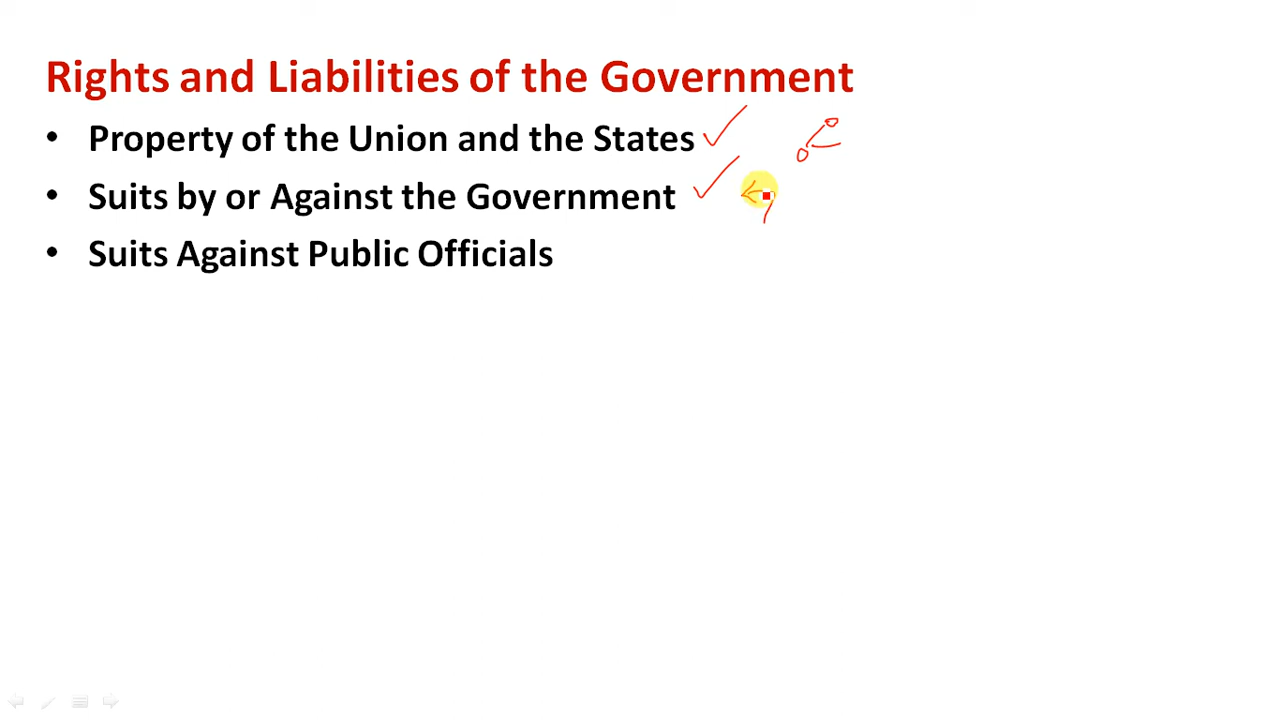 Rights and Liabilities of the Government
• Property of the Union and the States
• Suits by or Against the Government
• Suits Against Public Officials